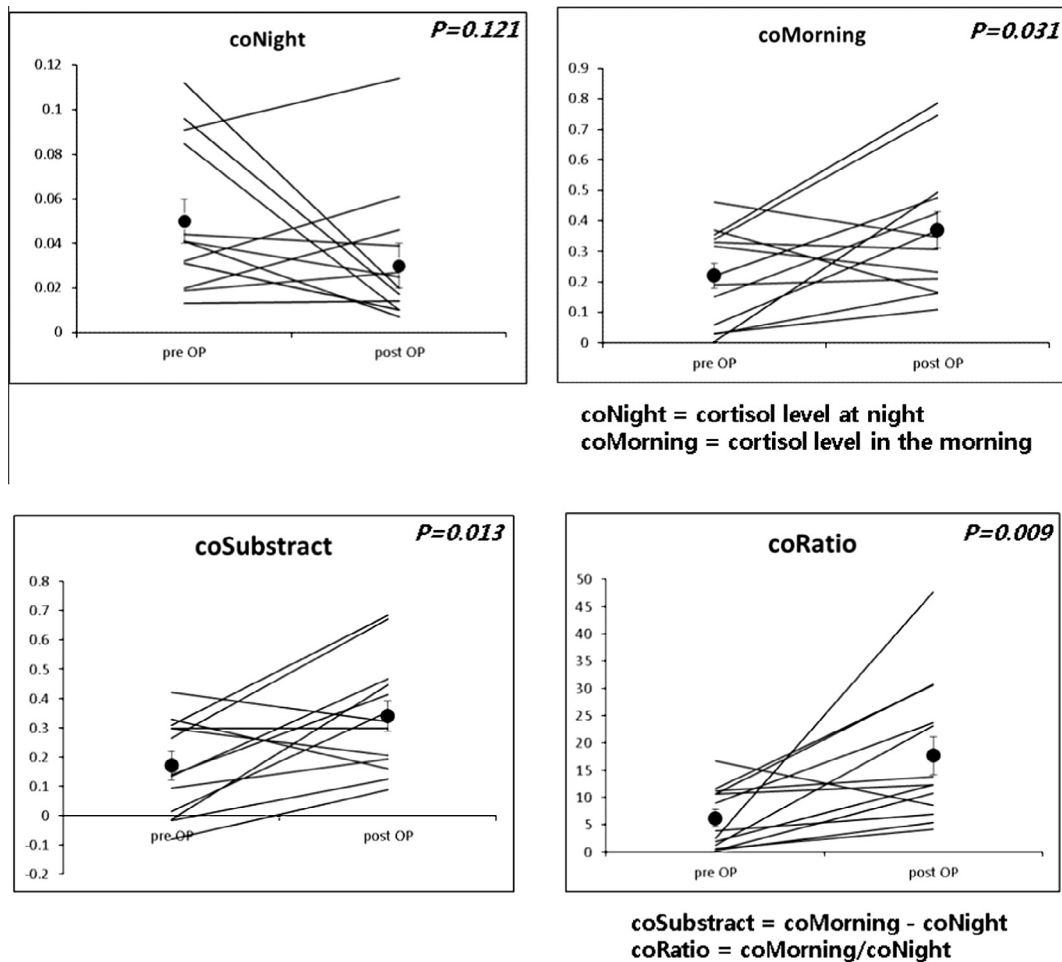 coNight
P=0.121
0.12
0.1
0.08
0.06
0.04
0.02
0
pre OP
post OP
coMorning
P=0.031
0.9
0.8
0.7
0.6
0.5
0.4
0.3
0.2
0.1
0
pre OP
post OP
coNight = cortisol level at night
coMorning = cortisol level in the morning
coSubstract
P=0.013
0.8
0.7
0.6
0.5
0.4
0.3
0.2
0.1
0
-0.1
-0.2
pre OP
post OP
coRatio
P=0.009
50
45
40
35
30
25
20
15
10
5
0
pre OP
post OP
coSubstract = coMorning - coNight
coRatio = coMorning/coNight